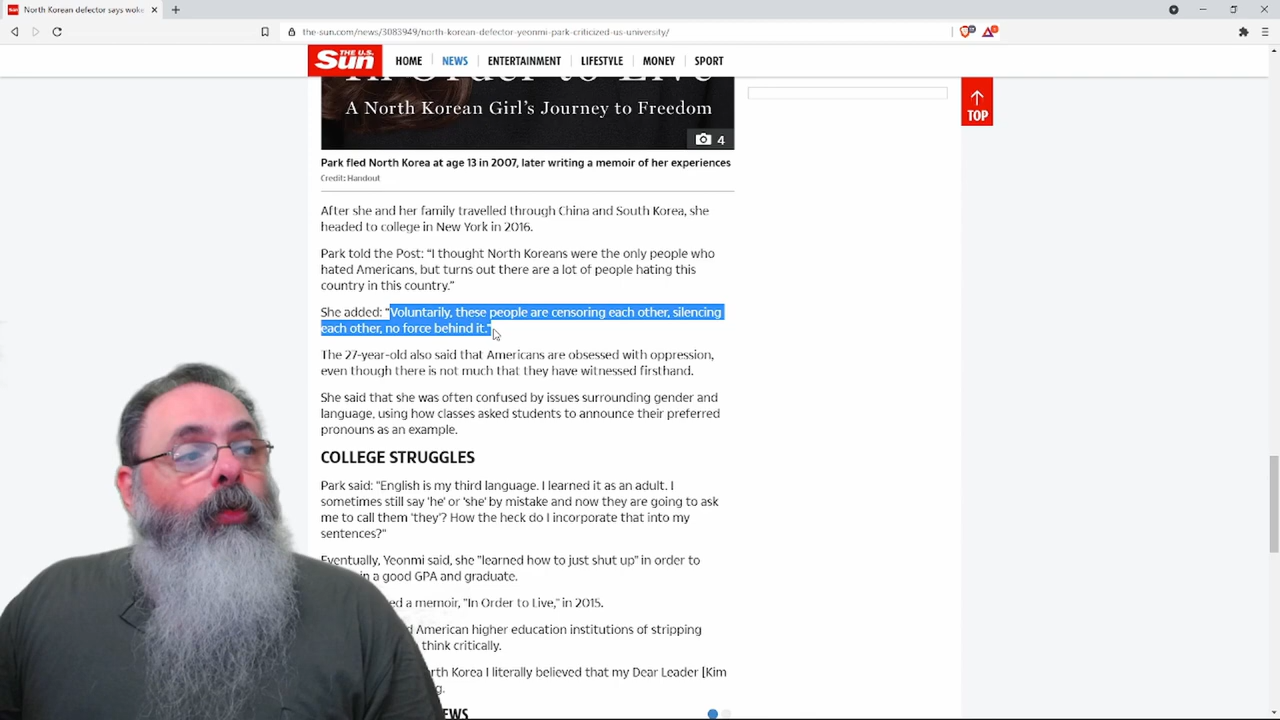 North Korean defector says woke
the-sun.com/news/3083949/north-korean-defector-yeonmi-park-criticized-us-university/
THE U.S. Sun
HOME NEWS ENTERTAINMENT LIFESTYLE MONEY SPORT
In Order to Live
A North Korean Girl's Journey to Freedom
4
TOP
Park fled North Korea at age 13 in 2007, later writing a memoir of her experiences
Credit: Handout
After she and her family travelled through China and South Korea, she
headed to college in New York in 2016.
Park told the Post: "I thought North Koreans were the only people who
hated Americans, but turns out there are a lot of people hating this
country in this country."
She added: "Voluntarily, these people are censoring each other, silencing
each other, no force behind it."
The 27-year-old also said that Americans are obsessed with oppression,
even though there is not much that they have witnessed firsthand.
She said that she was often confused by issues surrounding gender and
language, using how classes asked students to announce their preferred
pronouns as an example.
COLLEGE STRUGGLES
Park said: "English is my third language. I learned it as an adult. I
sometimes still say 'he' or 'she' by mistake and now they are going to ask
me to call them 'they'? How the heck do I incorporate that into my
sentences?"
Eventually, Yeonmi said, she "learned how to just shut up" in order to
in a good GPA and graduate.
ed a memoir, "In Order to Live," in 2015.
American higher education institutions of stripping
think critically.
rth Korea I literally believed that my Dear Leader [Kim
g.
EWS